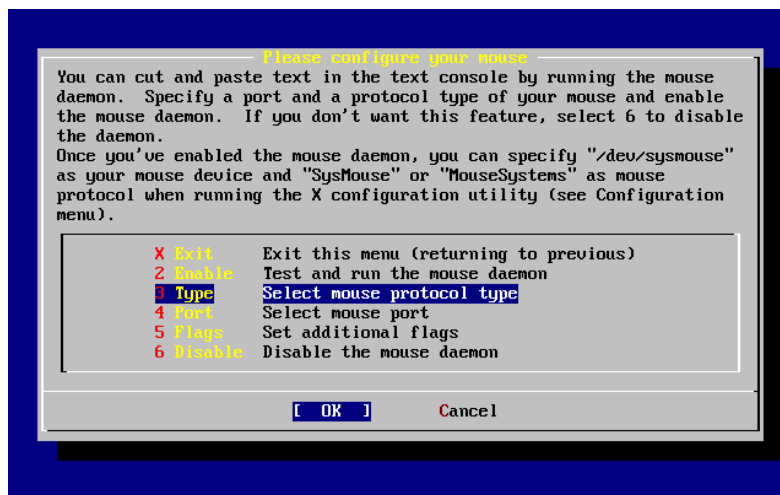 Please configure your mouse
You can cut and paste text in the text console by running the mouse
daemon.  Specify a port and a protocol type of your mouse and enable
the mouse daemon.  If you don't want this feature, select 6 to disable
the daemon.
Once you've enabled the mouse daemon, you can specify "/dev/sysmouse"
as your mouse device and "SysMouse" or "MouseSystems" as mouse
protocol when running the X configuration utility (see Configuration
menu).
X Exit Exit this menu (returning to previous)
2 Enable Test and run the mouse daemon
3 Type Select mouse protocol type
4 Port Select mouse port
5 Flags Set additional flags
6 Disable Disable the mouse daemon
[ OK ] Cancel